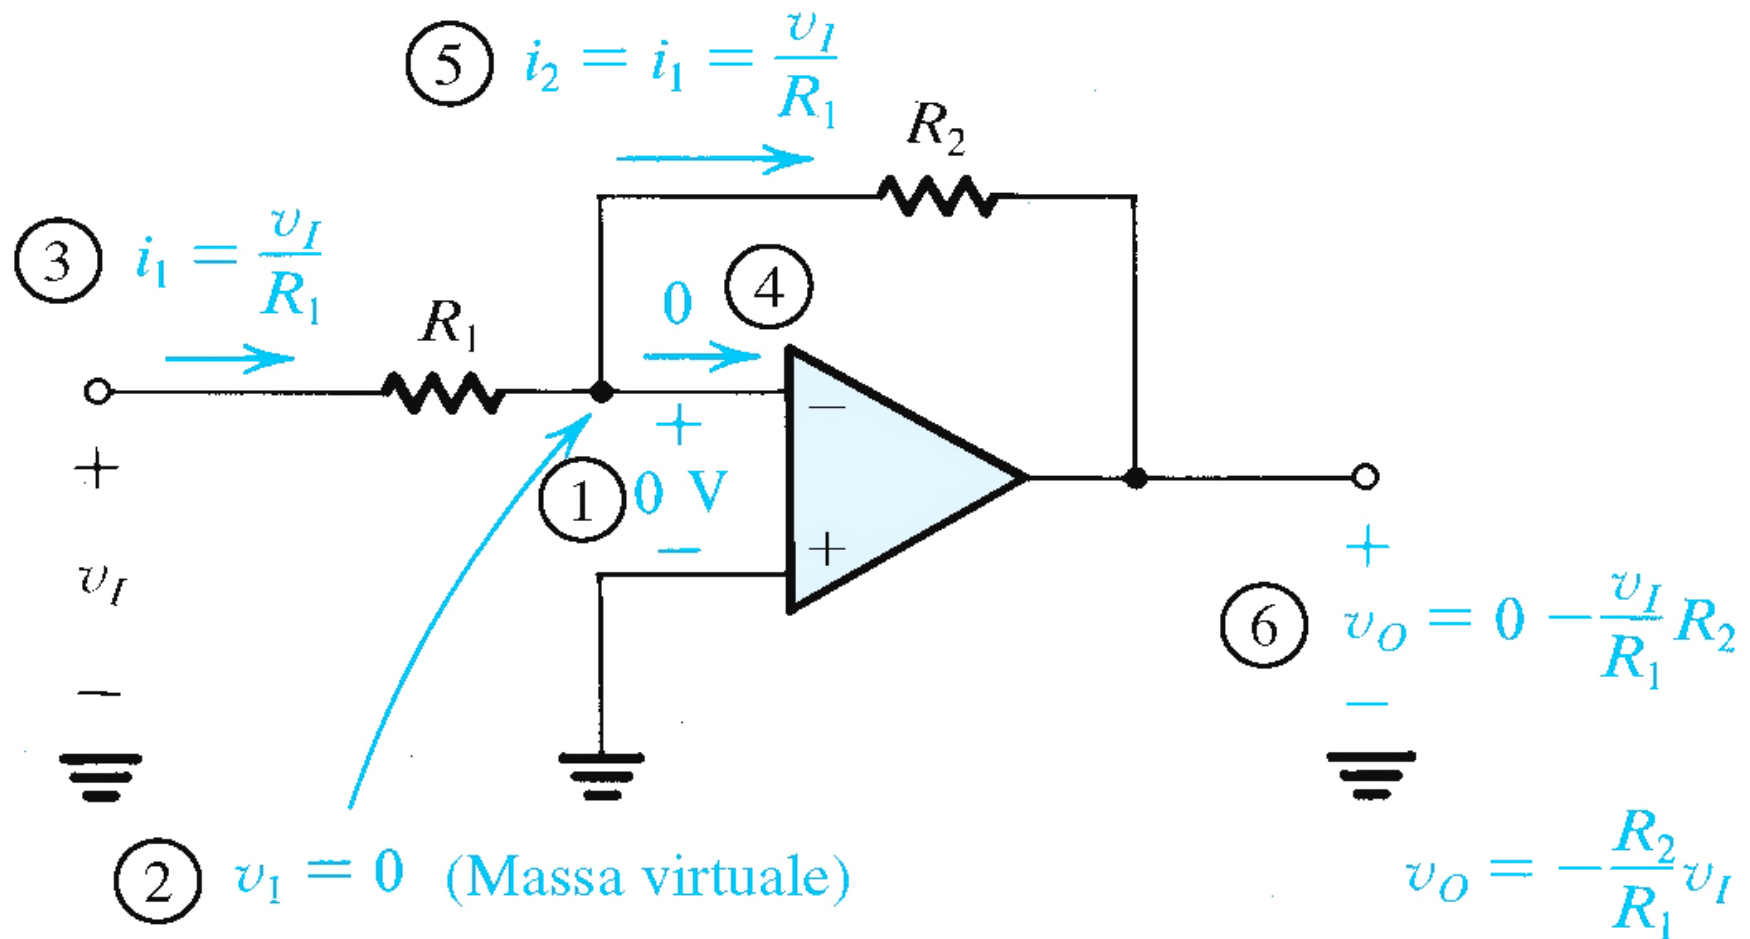 ⑤ i₂ = i₁ = v_I/R₁
R₂
③ i₁ = v_I/R₁
0 ④
R₁
−
+
+
① 0 V
−
+
v_I
+
⑥ v_O = 0 − v_I/R₁ R₂
−
−
② v₁ = 0 (Massa virtuale)
v_O = − R₂/R₁ v_I